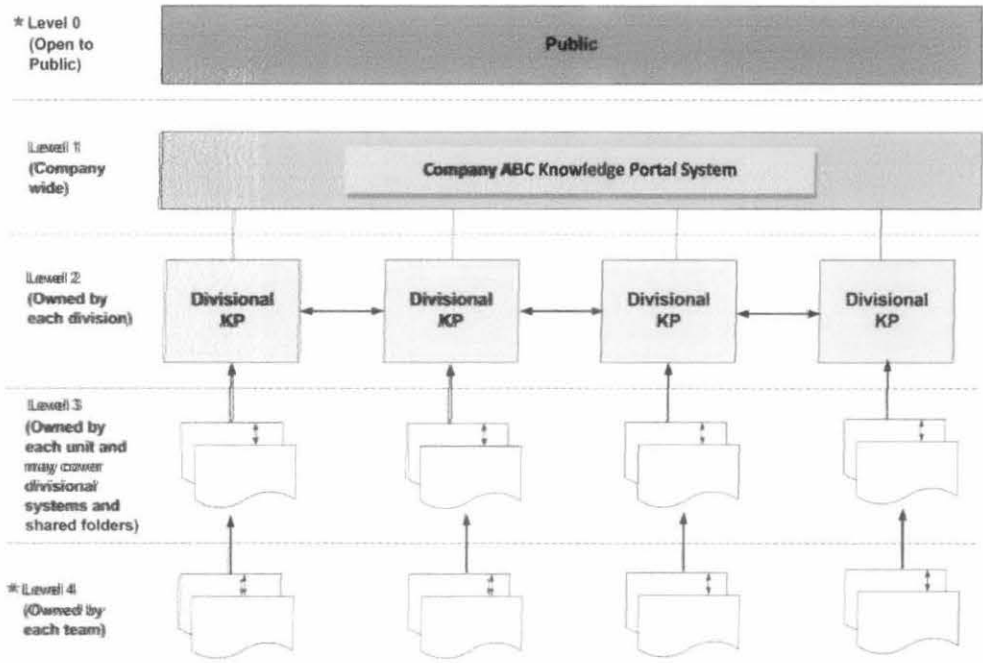 * Level 0
(Open to
Public)
Public
Level 1
(Company
wide)
Company ABC Knowledge Portal System
Level 2
(Owned by
each division)
Divisional
KP
Divisional
KP
Divisional
KP
Divisional
KP
Level 3
(Owned by
each unit and
may cover
divisional
systems and
shared folders)
* Level 4
(Owned by
each team)